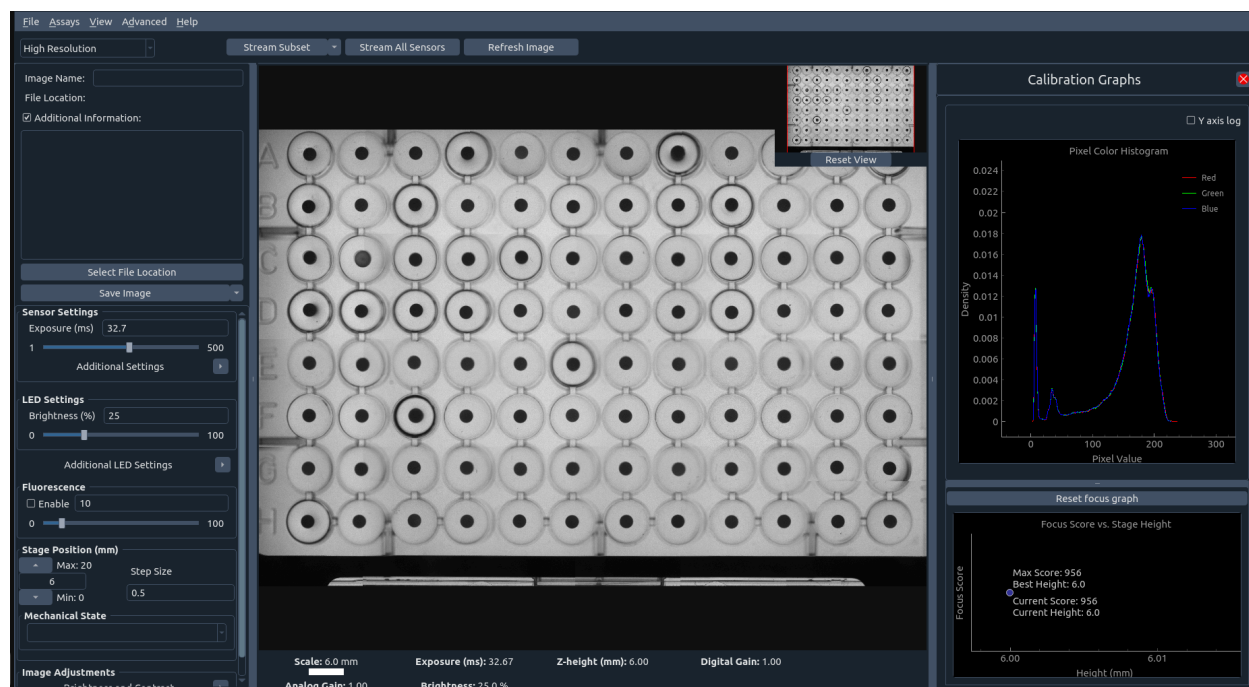 File Assays View Advanced Help
High Resolution Stream Subset Stream All Sensors Refresh Image
Image Name:
File Location:
Additional Information:
Select File Location
Save Image
Sensor Settings
Exposure (ms) 32.7
1 500
Additional Settings
LED Settings
Brightness (%) 25
0 100
Additional LED Settings
Fluorescence
Enable 10
0 100
Stage Position (mm)
Max: 20
6
Min: 0
Step Size
0.5
Mechanical State
Image Adjustments
Brightness and Contrast
Reset View
A
B
C
D
E
F
G
H
Scale: 6.0 mm Exposure (ms): 32.67 Z-height (mm): 6.00 Digital Gain: 1.00
Analog Gain: 1.00 Brightness: 25.0 %
Calibration Graphs
Y axis log
Pixel Color Histogram
Red
Green
Blue
0.024
0.022
0.02
0.018
0.016
0.014
0.012
0.01
0.008
0.006
0.004
0.002
0
Density
0 100 200 300
Pixel Value
Reset focus graph
Focus Score vs. Stage Height
Max Score: 956
Best Height: 6.0
Current Score: 956
Current Height: 6.0
Focus Score
6.00 6.01
Height (mm)